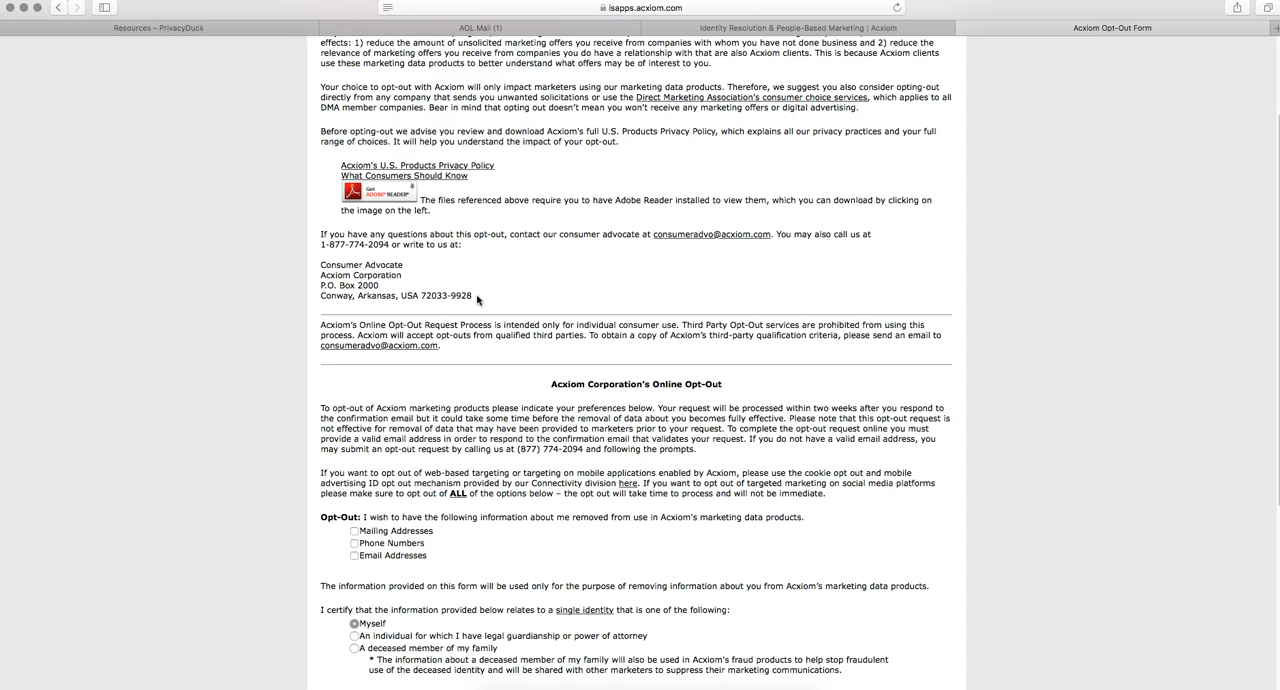 isapps.acxiom.com
Resources – PrivacyDuck
AOL Mail (1)
Identity Resolution & People-Based Marketing | Acxiom
Acxiom Opt-Out Form
effects: 1) reduce the amount of unsolicited marketing offers you receive from companies with whom you have not done business and 2) reduce the
relevance of marketing offers you receive from companies you do have a relationship with that are also Acxiom clients. This is because Acxiom clients
use these marketing data products to better understand what offers may be of interest to you.
Your choice to opt-out with Acxiom will only impact marketers using our marketing data products. Therefore, we suggest you also consider opting-out
directly from any company that sends you unwanted solicitations or use the Direct Marketing Association's consumer choice services, which applies to all
DMA member companies. Bear in mind that opting out doesn't mean you won't receive any marketing offers or digital advertising.
Before opting-out we advise you review and download Acxiom's full U.S. Products Privacy Policy, which explains all our privacy practices and your full
range of choices. It will help you understand the impact of your opt-out.
Acxiom's U.S. Products Privacy Policy
What Consumers Should Know
Get
ADOBE® READER®
The files referenced above require you to have Adobe Reader installed to view them, which you can download by clicking on
the image on the left.
If you have any questions about this opt-out, contact our consumer advocate at consumeradvo@acxiom.com. You may also call us at
1-877-774-2094 or write to us at:
Consumer Advocate
Acxiom Corporation
P.O. Box 2000
Conway, Arkansas, USA 72033-9928
Acxiom's Online Opt-Out Request Process is intended only for individual consumer use. Third Party Opt-Out services are prohibited from using this
process. Acxiom will accept opt-outs from qualified third parties. To obtain a copy of Acxiom's third-party qualification criteria, please send an email to
consumeradvo@acxiom.com.
Acxiom Corporation's Online Opt-Out
To opt-out of Acxiom marketing products please indicate your preferences below. Your request will be processed within two weeks after you respond to
the confirmation email but it could take some time before the removal of data about you becomes fully effective. Please note that this opt-out request is
not effective for removal of data that may have been provided to marketers prior to your request. To complete the opt-out request online you must
provide a valid email address in order to respond to the confirmation email that validates your request. If you do not have a valid email address, you
may submit an opt-out request by calling us at (877) 774-2094 and following the prompts.
If you want to opt out of web-based targeting or targeting on mobile applications enabled by Acxiom, please use the cookie opt out and mobile
advertising ID opt out mechanism provided by our Connectivity division here. If you want to opt out of targeted marketing on social media platforms
please make sure to opt out of ALL of the options below – the opt out will take time to process and will not be immediate.
Opt-Out: I wish to have the following information about me removed from use in Acxiom's marketing data products.
Mailing Addresses
Phone Numbers
Email Addresses
The information provided on this form will be used only for the purpose of removing information about you from Acxiom's marketing data products.
I certify that the information provided below relates to a single identity that is one of the following:
Myself
An individual for which I have legal guardianship or power of attorney
A deceased member of my family
* The information about a deceased member of my family will also be used in Acxiom's fraud products to help stop fraudulent
use of the deceased identity and will be shared with other marketers to suppress their marketing communications.